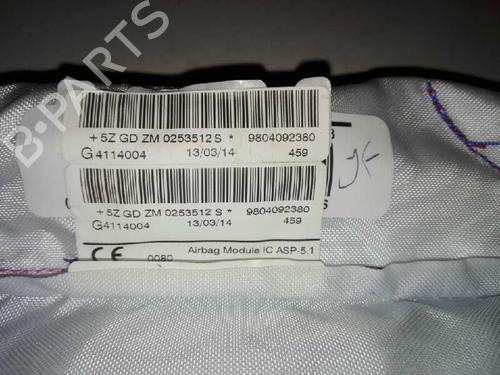 B-PARTS
+ 5Z GD ZM 0253512 S * 9804092380
G4114004 13/03/14 459
+ 5Z GD ZM 0253512 S * 9804092380
G4114004 13/03/14 459
CE 0080 Airbag Module IC ASP-5.1